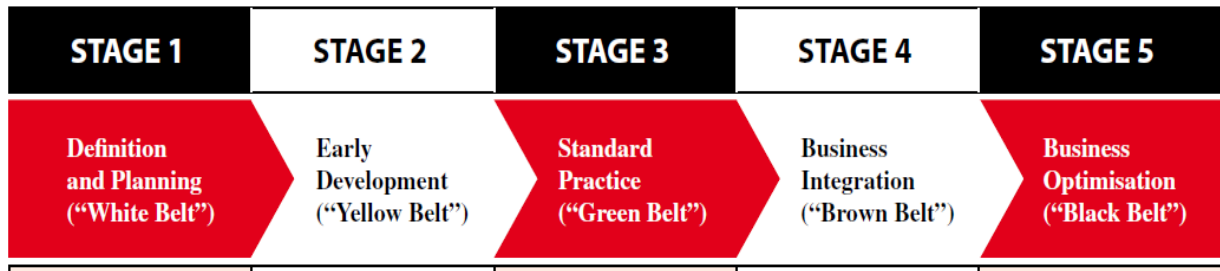 STAGE 1
STAGE 2
STAGE 3
STAGE 4
STAGE 5
Definition
and Planning
(“White Belt”)
Early
Development
(“Yellow Belt”)
Standard
Practice
(“Green Belt”)
Business
Integration
(“Brown Belt”)
Business
Optimisation
(“Black Belt”)